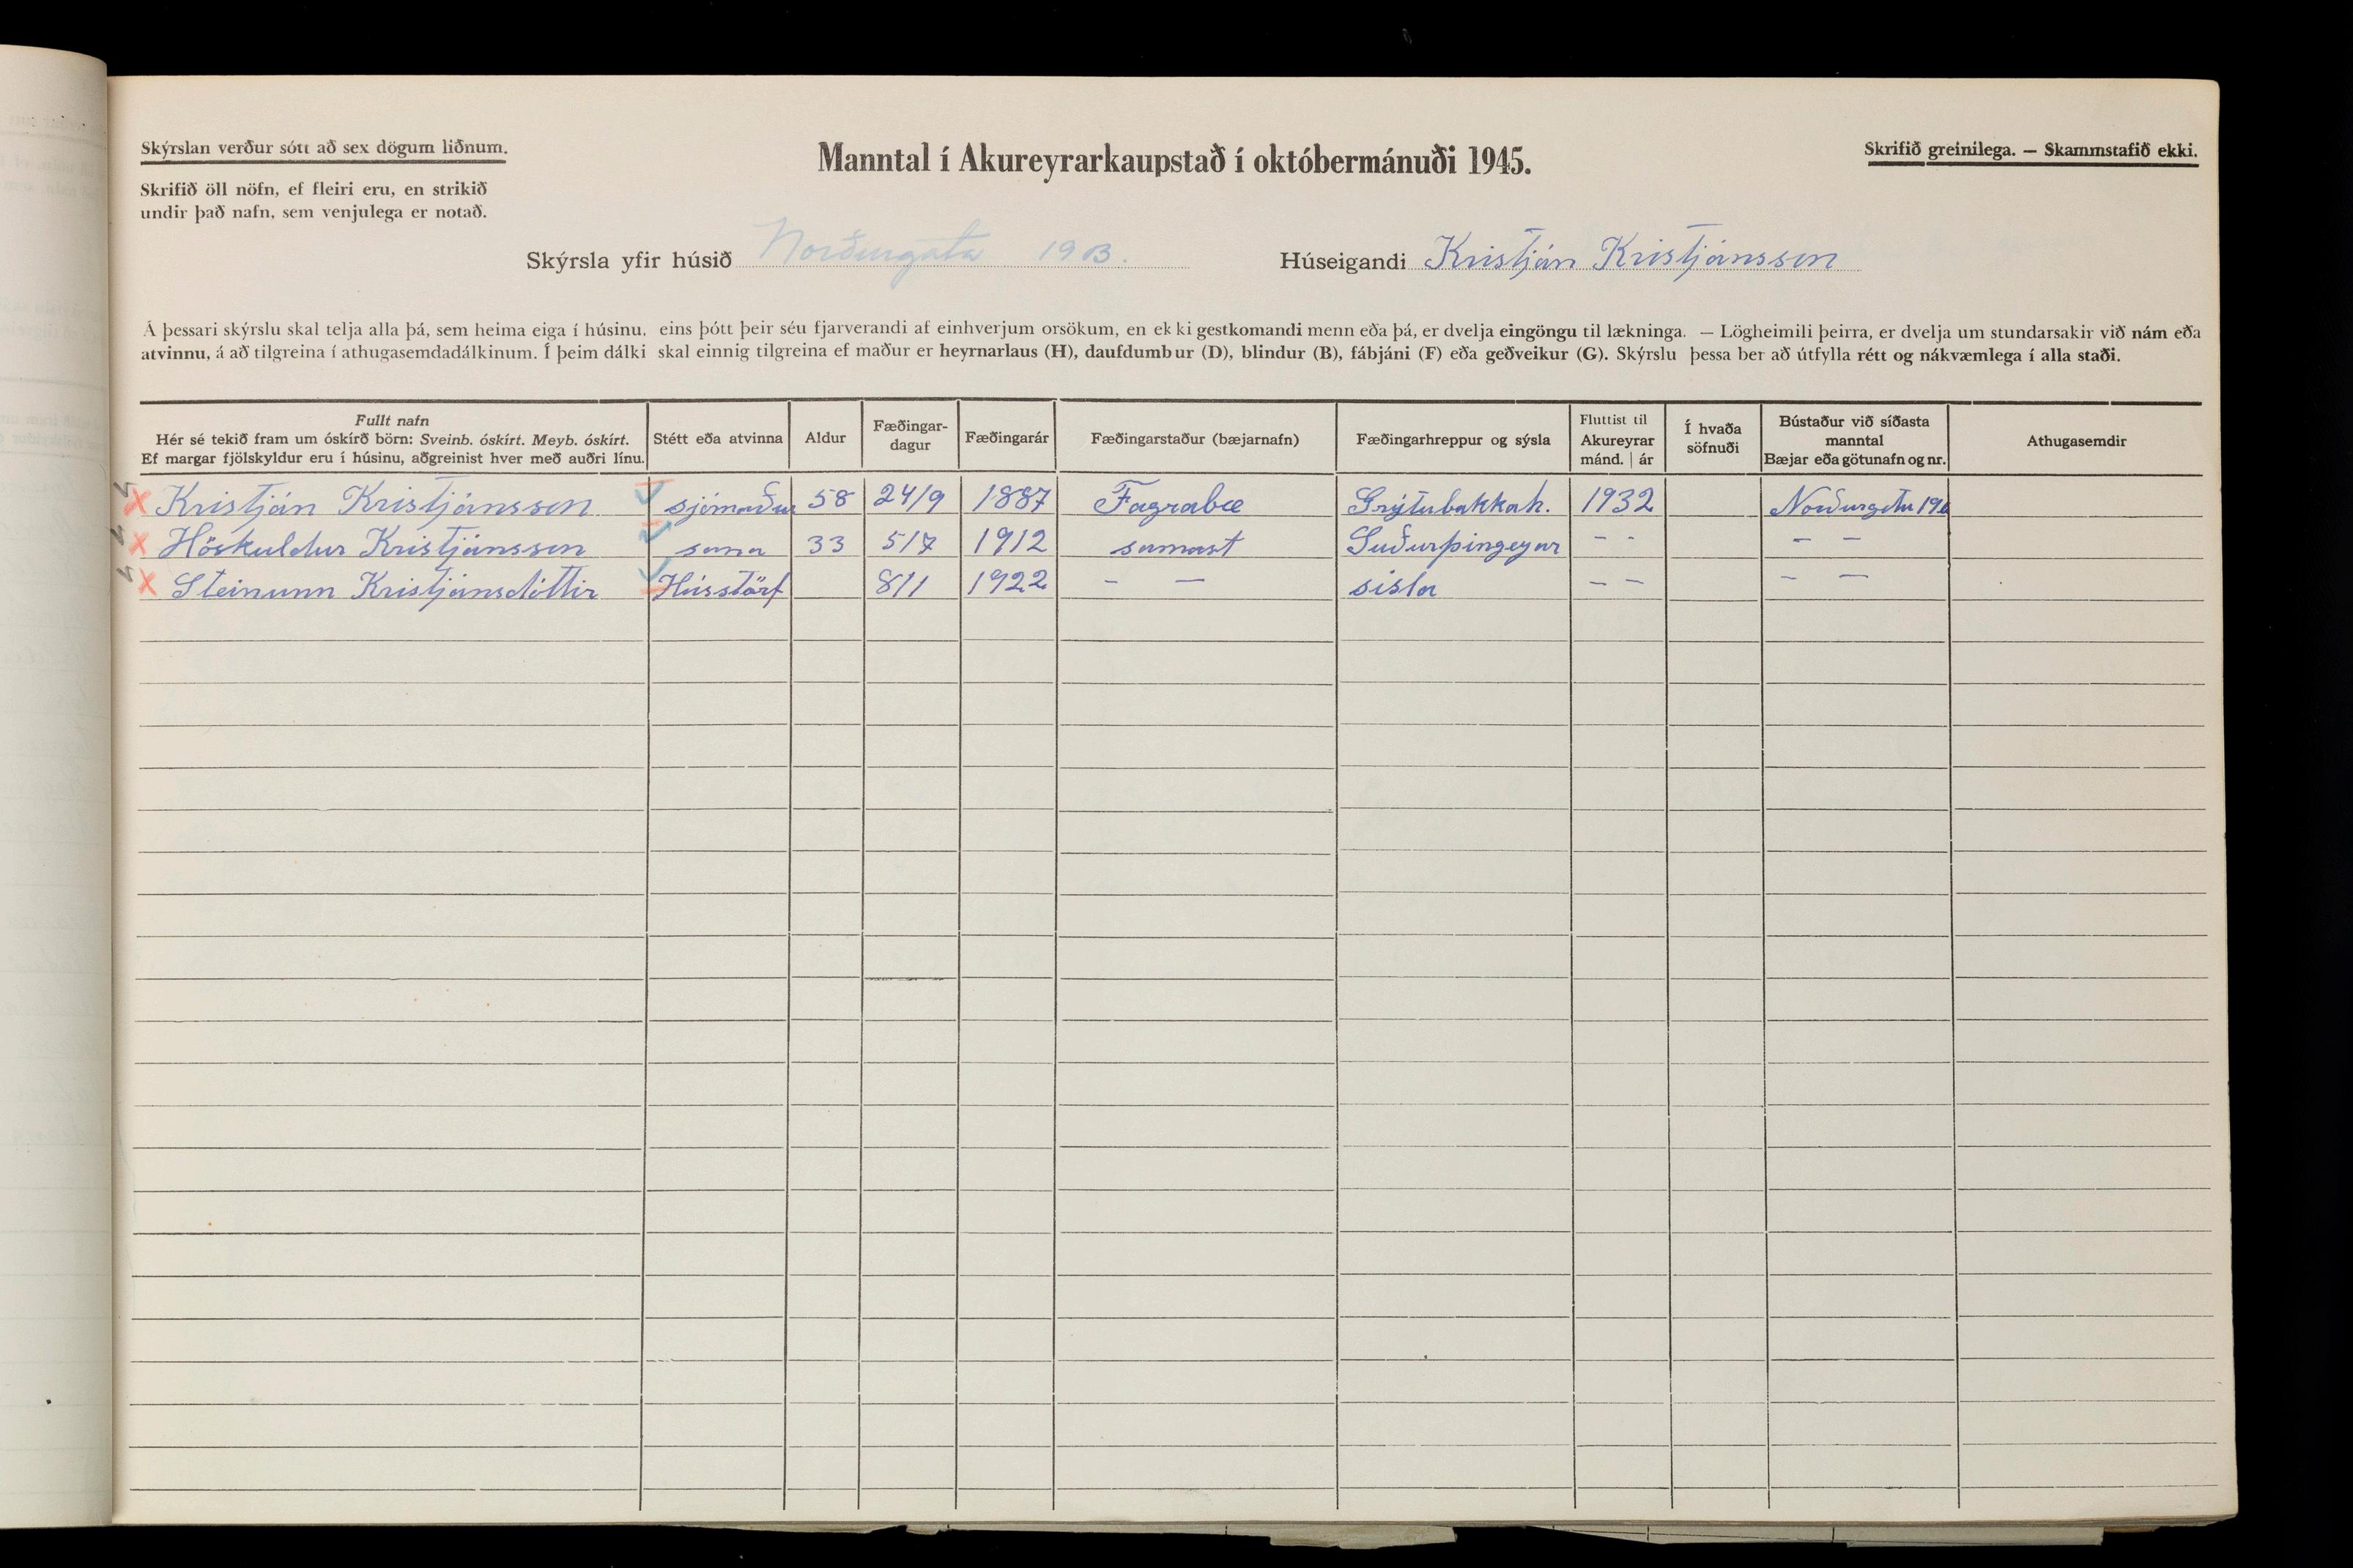 Skýrslan verður sótt að sex dögum liðnum.
Skrifið öll nöfn, ef fleiri eru, en strikið
undir það nafn, sem venjulega er notað.
Manntal í Akureyrarkaupstað í októbermánuði 1945.
Skrifið greinilega. — Skammstafið ekki.
Skýrsla yfir húsið Norðurgata 19B.
Húseigandi Kristján Kristjánsson
Á þessari skýrslu skal telja alla þá, sem heima eiga í húsinu, eins þótt þeir séu fjarverandi af einhverjum orsökum, en ekki gestkomandi menn eða þá, er dvelja eingöngu til lækninga. — Lögheimili þeirra, er dvelja um stundarsakir við nám eða
atvinnu, á að tilgreina í athugasemdadálkinum. Í þeim dálki skal einnig tilgreina ef maður er heyrnarlaus (H), daufdumbur (D), blindur (B), fábjáni (F) eða geðveikur (G). Skýrslu þessa ber að útfylla rétt og nákvæmlega í alla staði.
Fullt nafn
Hér sé tekið fram um óskírð börn: Sveinb. óskírt. Meyb. óskírt.
Ef margar fjölskyldur eru í húsinu, aðgreinist hver með auðri línu.
Stétt eða atvinna
Aldur
Fæðingar-
dagur
Fæðingarár
Fæðingarstaður (bæjarnafn)
Fæðingarhreppur og sýsla
Fluttist til
Akureyrar
mánd. | ár
Í hvaða
söfnuði
Bústaður við síðasta
manntal
Bæjar eða götunafn og nr.
Athugasemdir
Kristján Kristjánsson sjómaður 58 24/9 1887 Fagrabæ Grýtubakkah. 1932 Norðurgötu
Höskuldur Kristjánsson sama 33 5/7 1912 samast Suðurþingeyar - - - -
Steinunn Kristjánsdóttir Hússtörf 8/1 1922 - - sisla - - - -